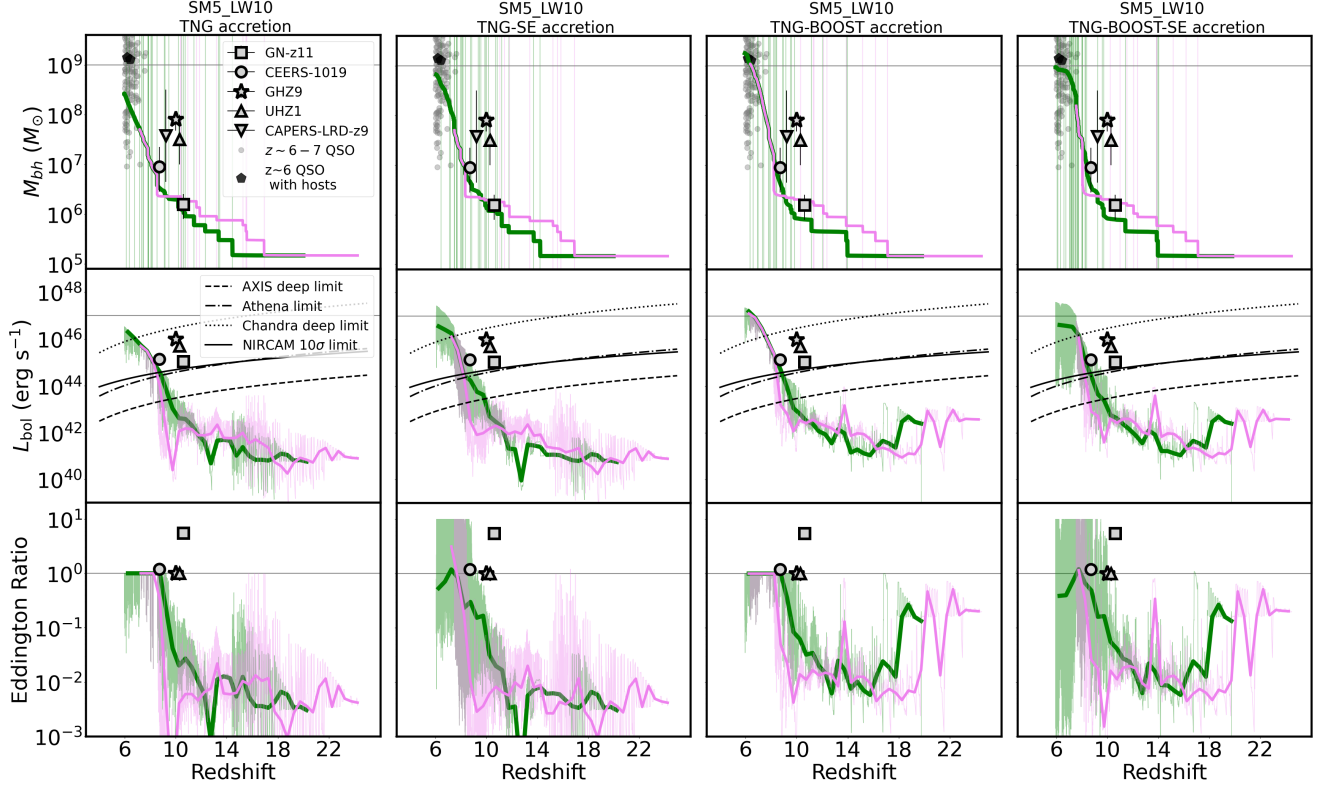 SM5_LW10
TNG accretion
SM5_LW10
TNG-SE accretion
SM5_LW10
TNG-BOOST accretion
SM5_LW10
TNG-BOOST-SE accretion
GN-z11
CEERS-1019
GHZ9
UHZ1
CAPERS-LRD-z9
z ∼ 6 − 7 QSO
z~6 QSO
with hosts
M_{bh} (M_⊙)
10^9
10^8
10^7
10^6
10^5
AXIS deep limit
Athena limit
Chandra deep limit
NIRCAM 10σ limit
L_{bol} (erg s^{−1})
10^{48}
10^{46}
10^{44}
10^{42}
10^{40}
Eddington Ratio
10^1
10^0
10^{−1}
10^{−2}
10^{−3}
6 10 14 18 22
6 10 14 18 22
6 10 14 18 22
6 10 14 18 22
Redshift
Redshift
Redshift
Redshift